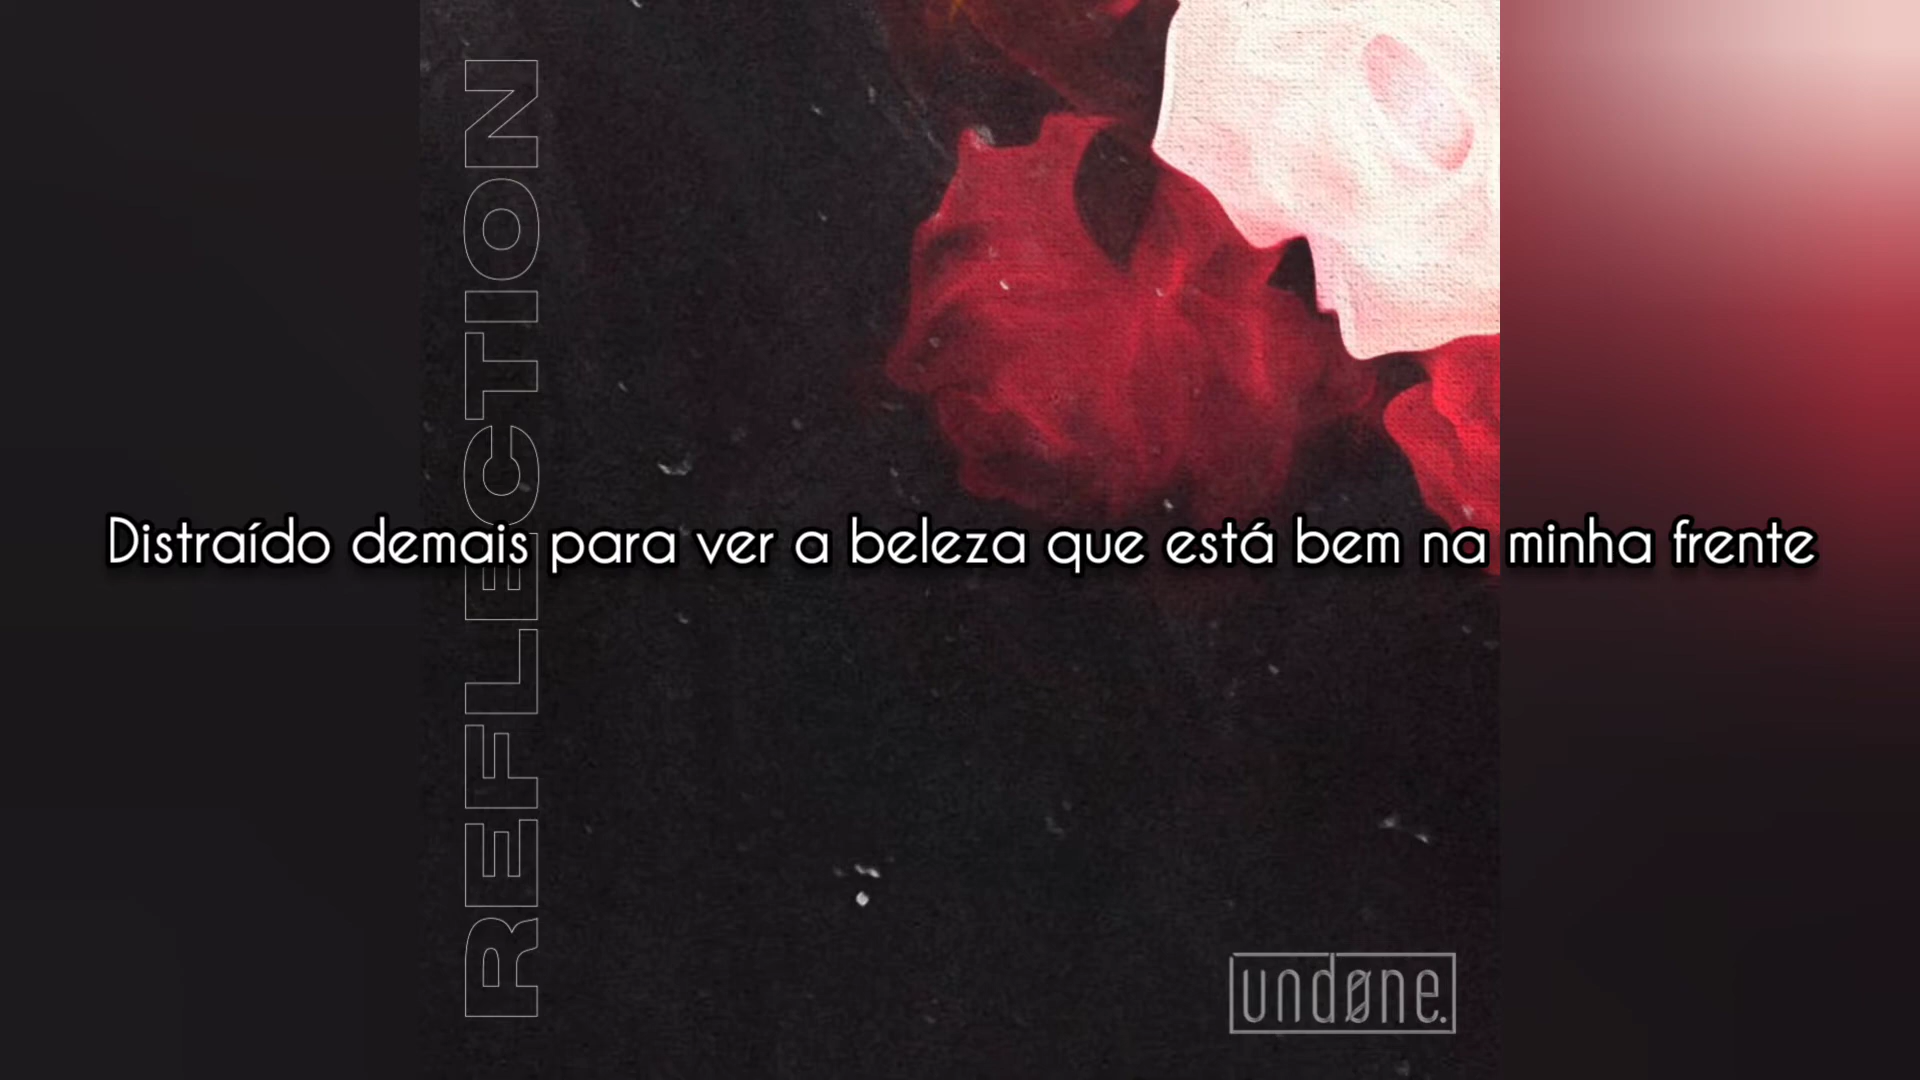 REFLECTION
Distraído demais para ver a beleza que está bem na minha frente
undøne.